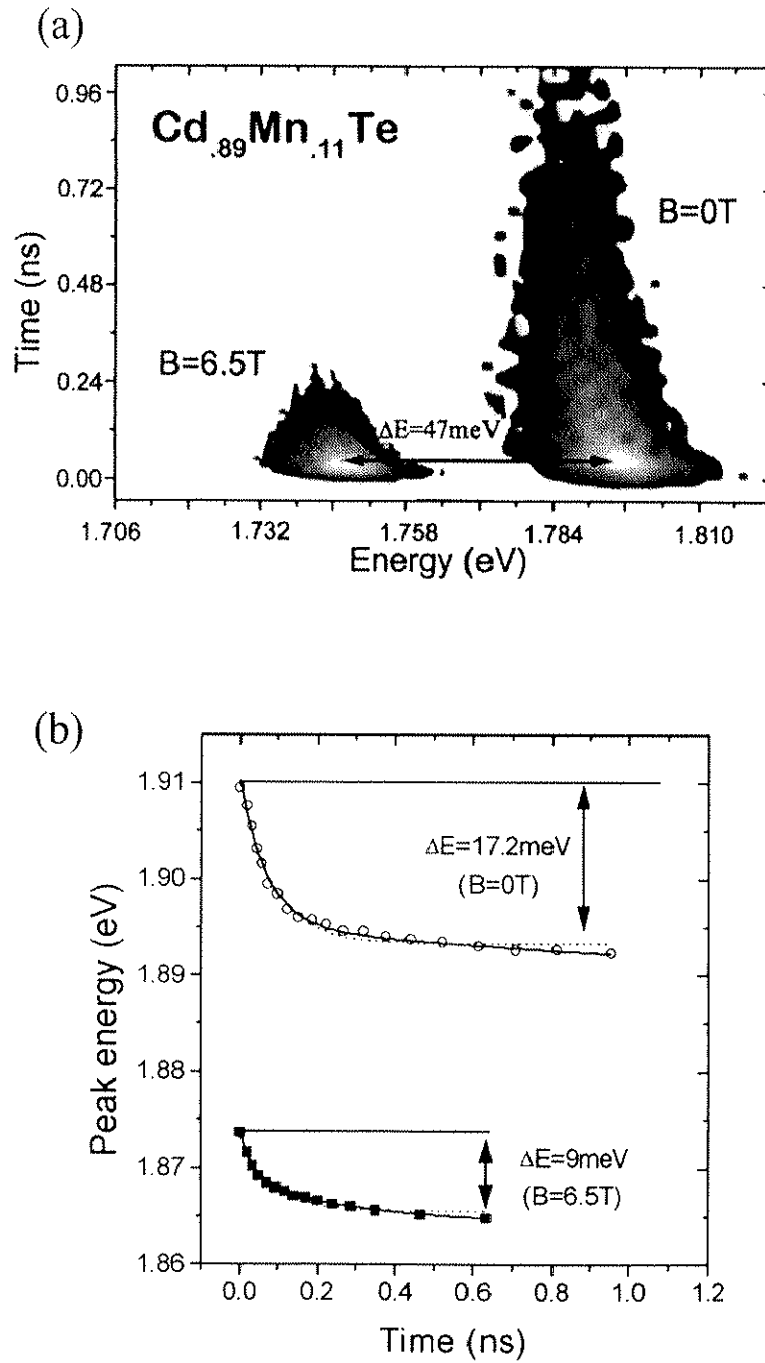 (a)
0.96
Cd.89Mn.11Te
0.72
B=0T
Time (ns)
0.48
B=6.5T
0.24
ΔE=47meV
0.00
1.706 1.732 1.758 1.784 1.810
Energy (eV)
(b)
1.91
ΔE=17.2meV
(B=0T)
1.90
Peak energy (eV)
1.89
1.88
1.87
ΔE=9meV
(B=6.5T)
1.86
0.0 0.2 0.4 0.6 0.8 1.0 1.2
Time (ns)